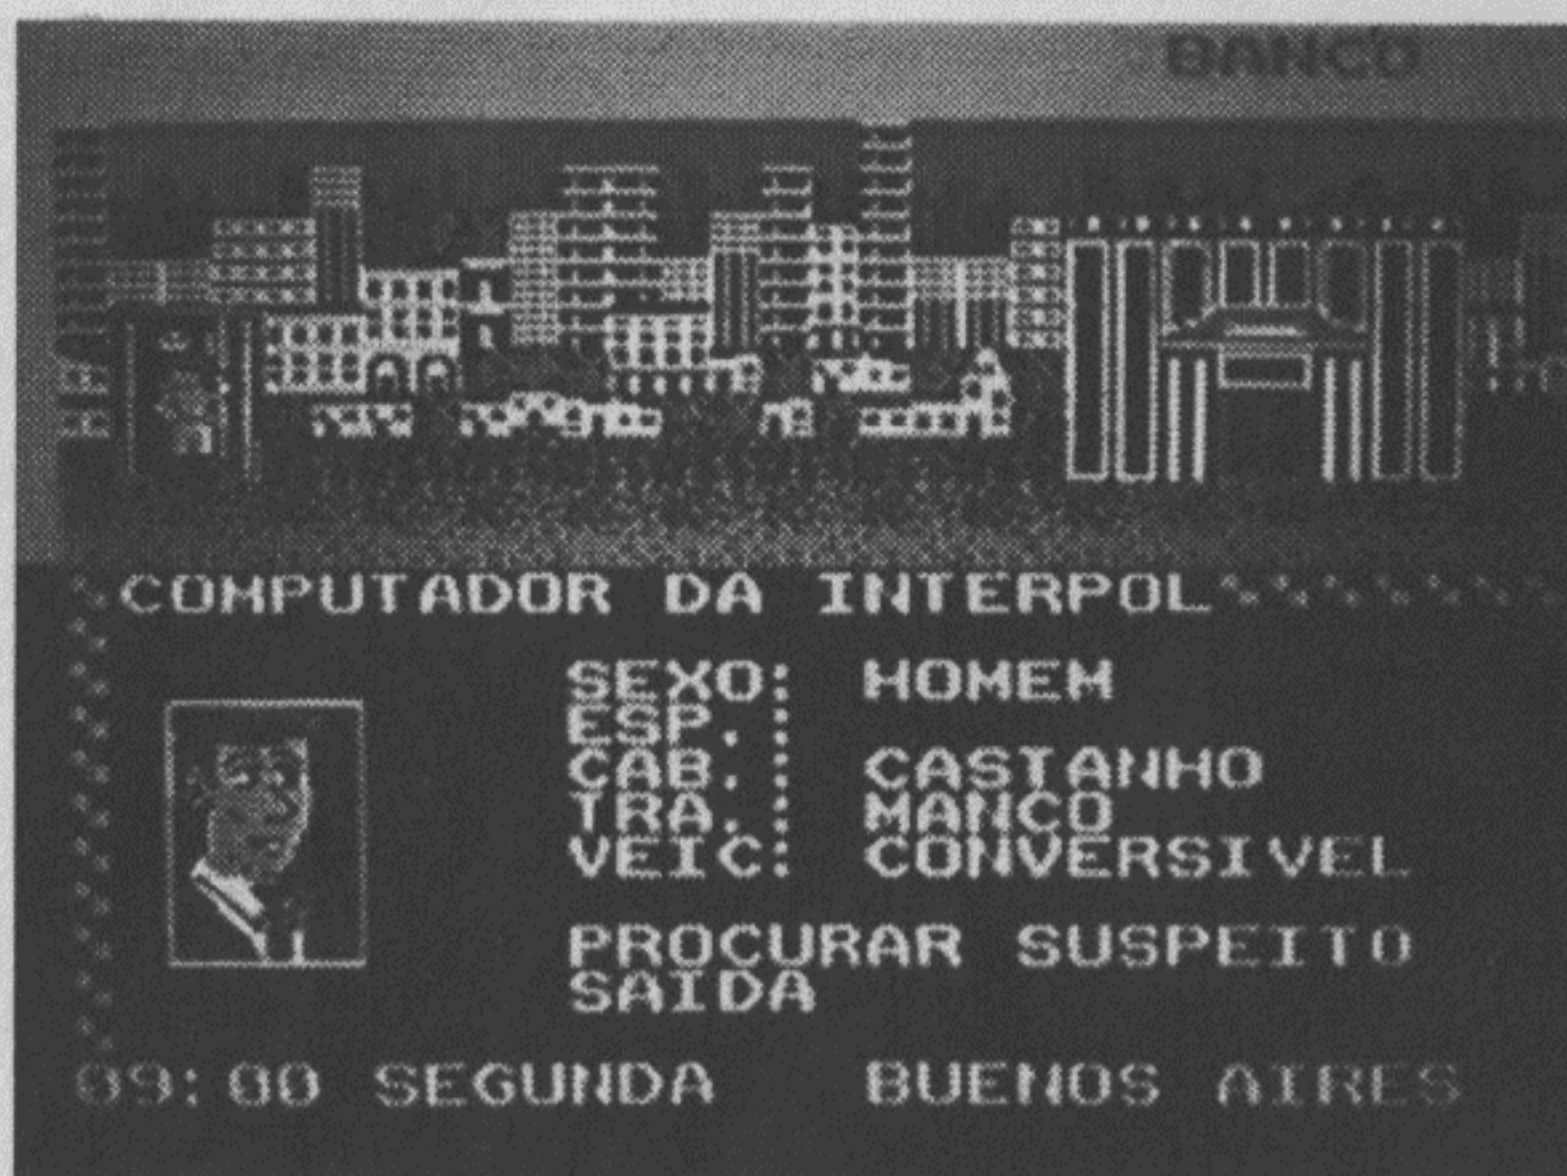 BANCO
COMPUTADOR DA INTERPOL
SEXO: HOMEM
ESP.:
CAB.: CASTANHO
TRA.: MANCO
VEIC: CONVERSIVEL
PROCURAR SUSPEITO
SAIDA
09:00 SEGUNDA BUENOS AIRES